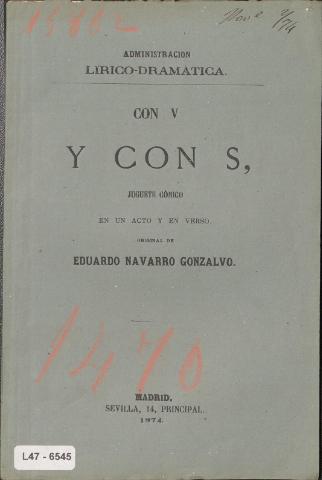 ADMINISTRACION
LÍRICO-DRAMÁTICA.
CON V
Y CON S,
JUGUETE CÓMICO
EN UN ACTO Y EN VERSO,
ORIGINAL DE
EDUARDO NAVARRO GONZALVO.
1470
MADRID.
SEVILLA, 14, PRINCIPAL.
1874.
L47 - 6545